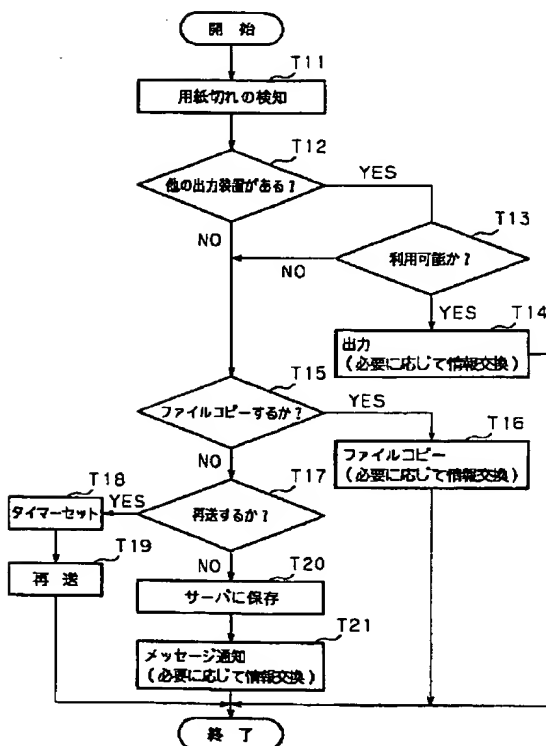 開始
T11
用紙切れの検知
T12
他の出力装置がある?
YES
T13
NO
利用可能か?
NO
YES
T14
出力
(必要に応じて情報交換)
T15
ファイルコピーするか?
YES
T16
NO
ファイルコピー
(必要に応じて情報交換)
T17
T18
YES
タイマーセット
再送するか?
T19
再送
NO
T20
サーバに保存
T21
メッセージ通知
(必要に応じて情報交換)
終了